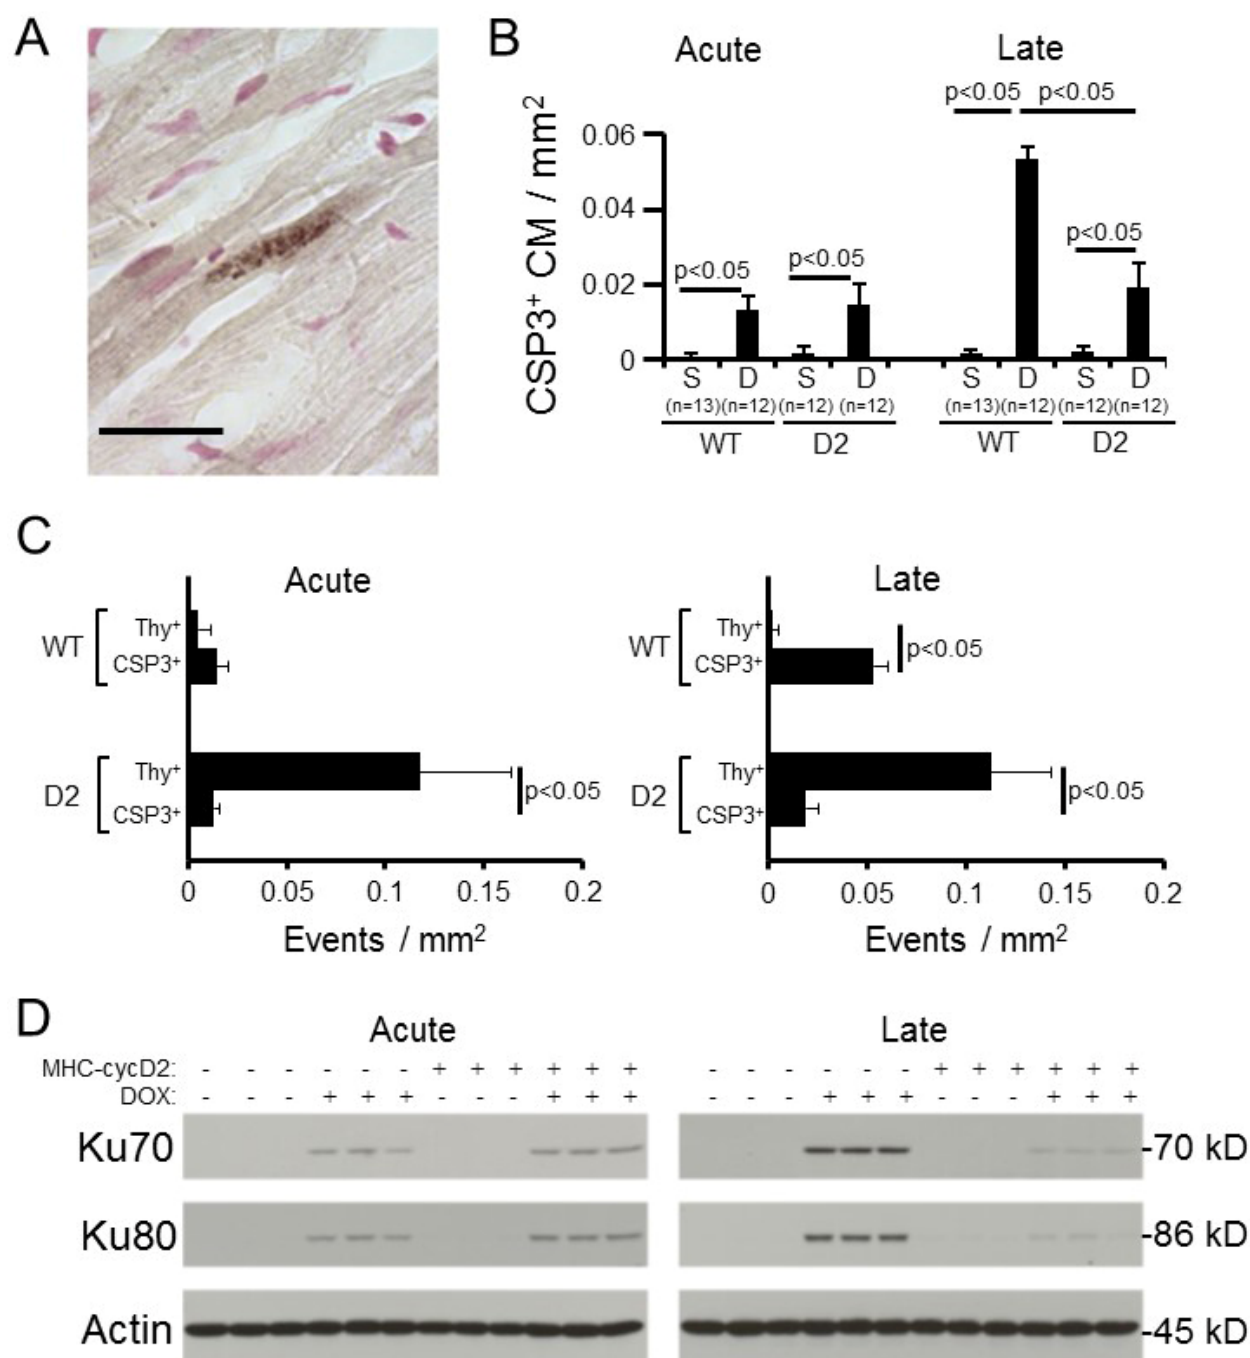 A
B
Acute Late
p<0.05 p<0.05
CSP3⁺ CM / mm²
0.06
0.04
0.02
0
p<0.05 p<0.05 p<0.05
S D S D S D S D
(n=13)(n=12)(n=12)(n=12) (n=13)(n=12)(n=12)(n=12)
WT D2 WT D2
C
Acute
WT
Thy⁺
CSP3⁺
D2
Thy⁺
CSP3⁺
p<0.05
0 0.05 0.1 0.15 0.2
Events / mm²
Late
WT
Thy⁺
CSP3⁺
p<0.05
D2
Thy⁺
CSP3⁺
p<0.05
0 0.05 0.1 0.15 0.2
Events / mm²
D
Acute Late
MHC-cycD2: - - - - - - + + + + + + - - - - - - + + + + + +
DOX: - - - + + + - - - + + + - - - + + + - - - + + +
Ku70 -70 kD
Ku80 -86 kD
Actin -45 kD